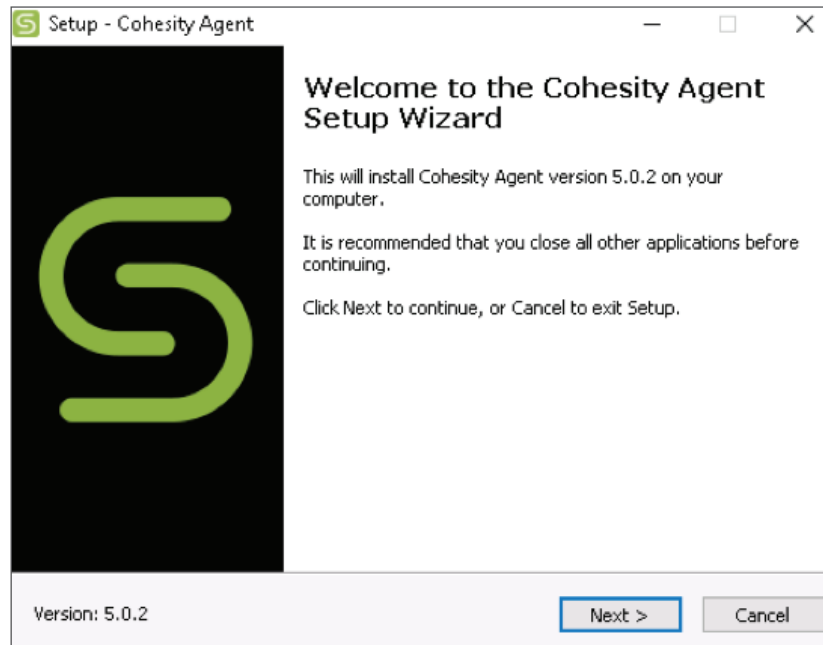 Setup - Cohesity Agent
Welcome to the Cohesity Agent
Setup Wizard
This will install Cohesity Agent version 5.0.2 on your
computer.
It is recommended that you close all other applications before
continuing.
Click Next to continue, or Cancel to exit Setup.
Version: 5.0.2
Next >
Cancel